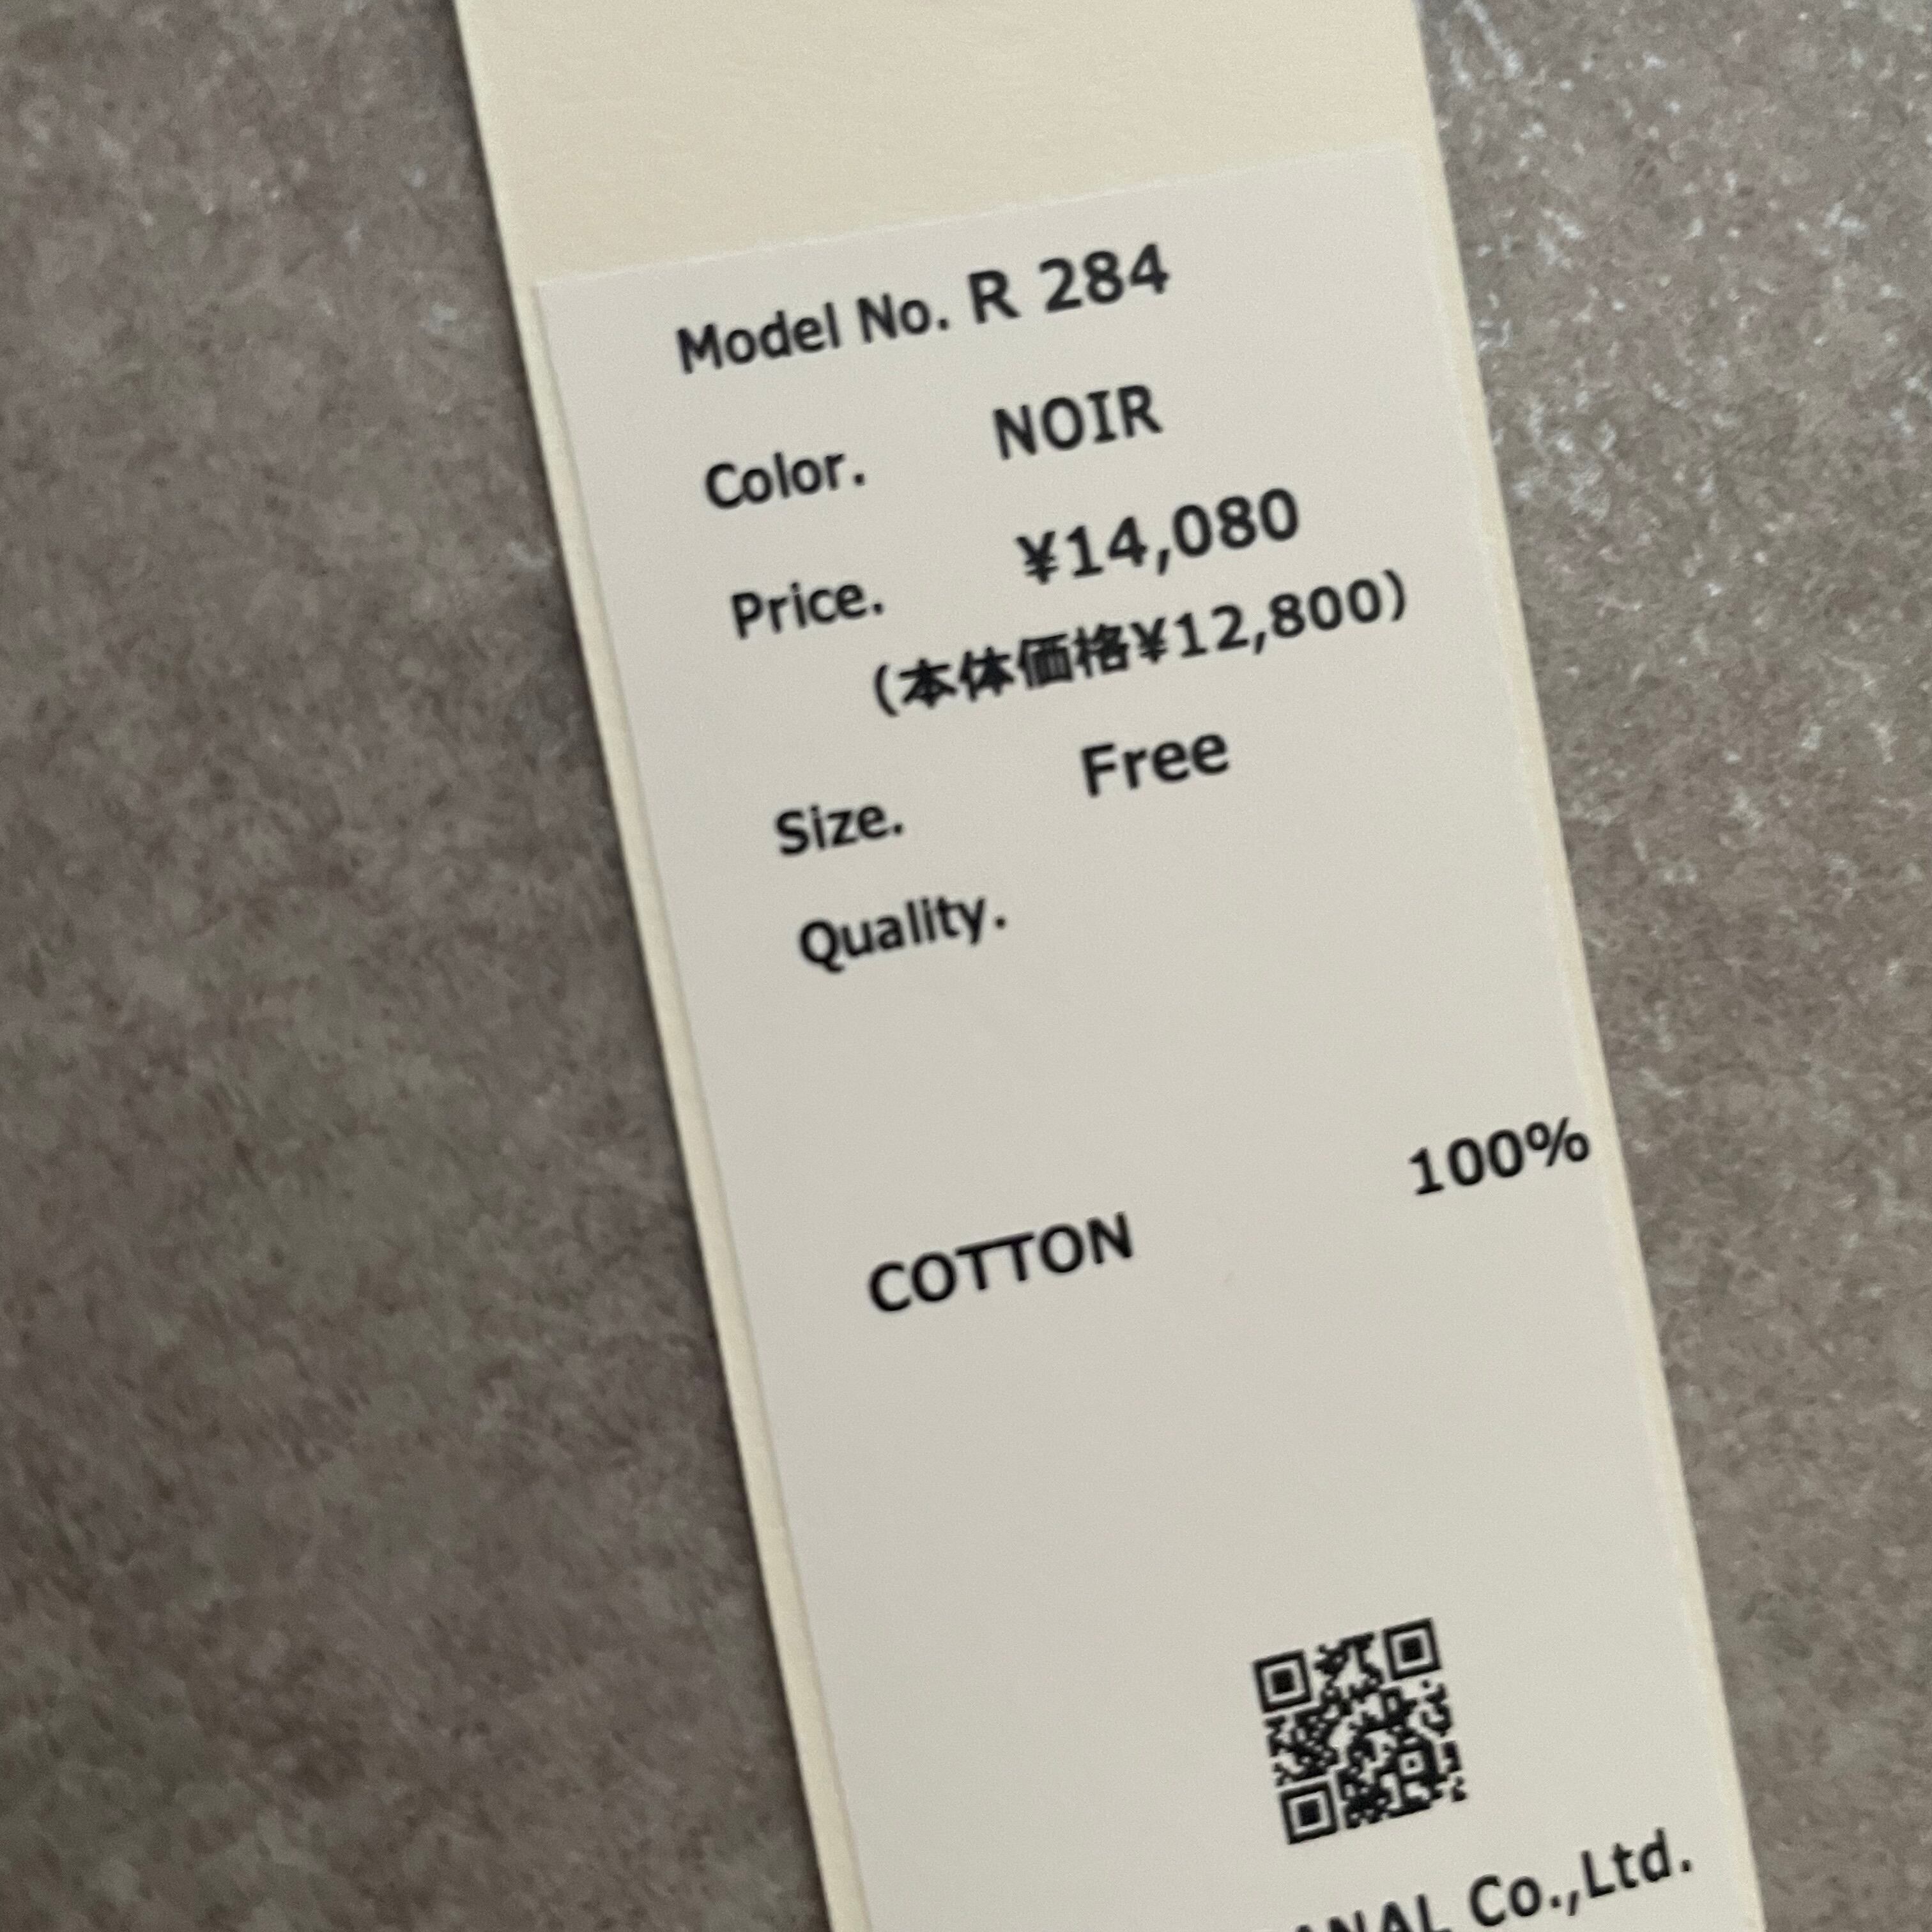 Model No. R 284
Color. NOIR
Price. ¥14,080
(本体価格¥12,800)
Size. Free
Quality.
COTTON 100%
Co.,Ltd.